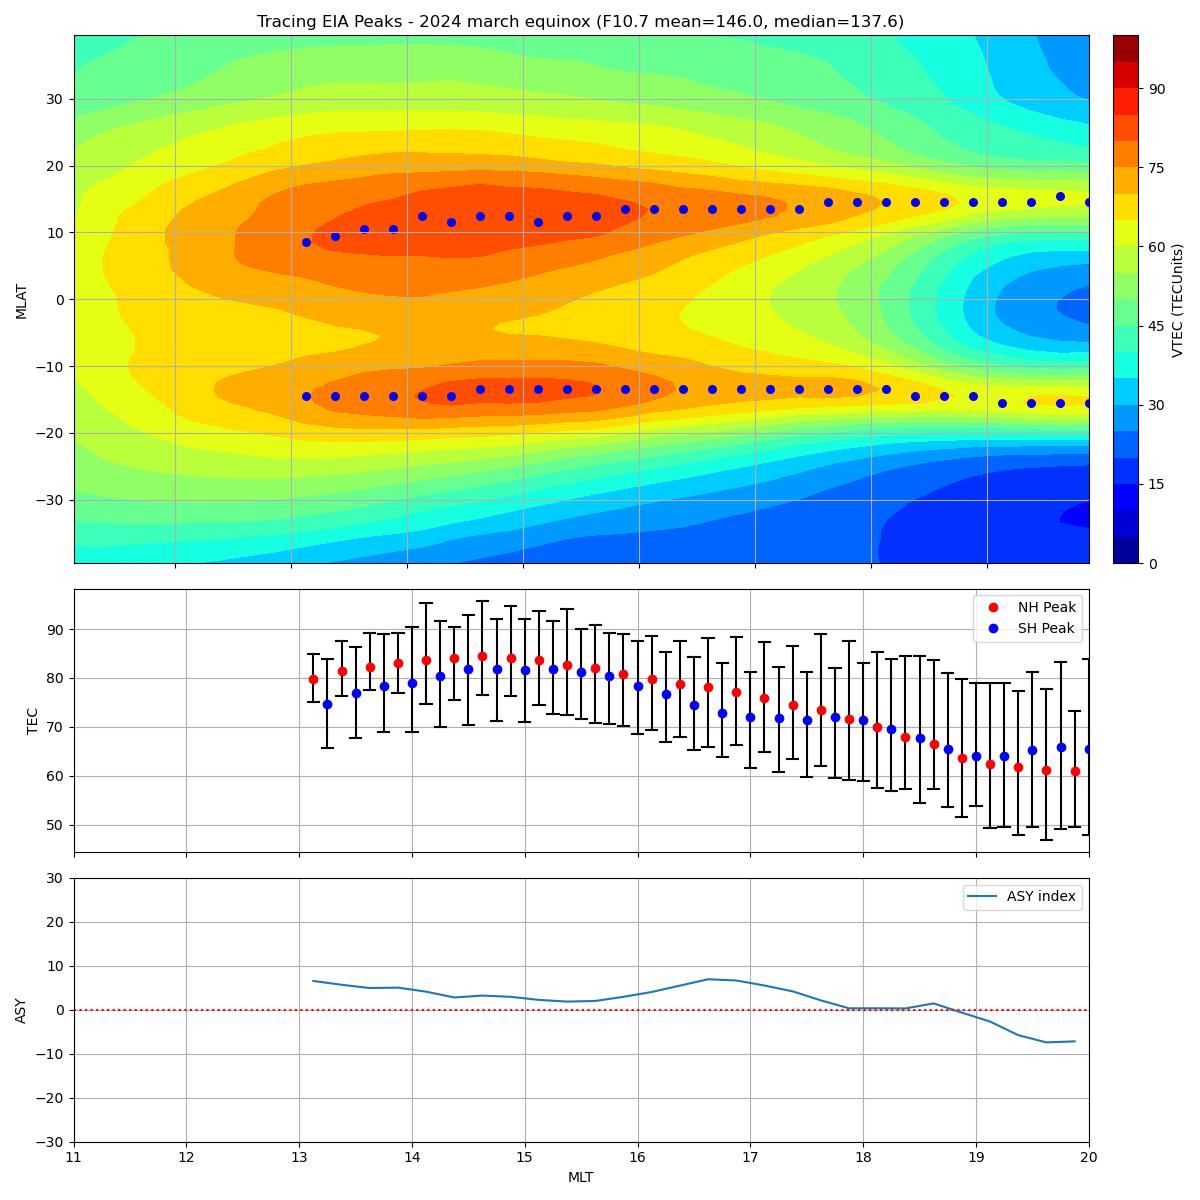 Tracing EIA Peaks - 2024 march equinox (F10.7 mean=146.0, median=137.6)
30
20
10
0
−10
−20
−30
MLAT
90
75
60
45
30
15
0
VTEC (TECUnits)
90
80
70
60
50
TEC
NH Peak
SH Peak
30
20
10
0
−10
−20
−30
ASY
ASY index
11 12 13 14 15 16 17 18 19 20
MLT